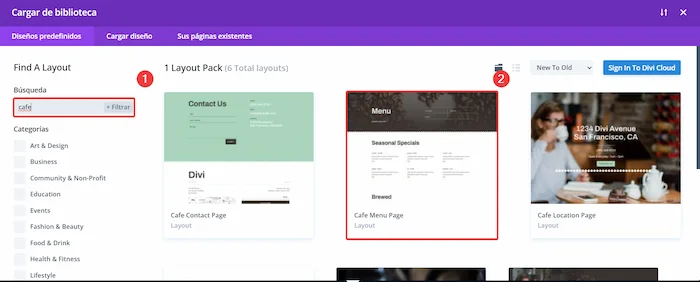 Cargar de biblioteca
Diseños predefinidos
Cargar diseño
Sus páginas existentes
Find A Layout
Búsqueda
1
cafe
+ Filtrar
Categorías
Art & Design
Business
Community & Non-Profit
Education
Events
Fashion & Beauty
Food & Drink
Health & Fitness
Lifestyle
1 Layout Pack (6 Total layouts)
2
New To Old
Sign In To Divi Cloud
Contact Us
Divi
Cafe Contact Page
Layout
Menu
Seasonal Specials
Brewed
Cafe Menu Page
Layout
1234 Divi Avenue
San Francisco, CA
Cafe Location Page
Layout